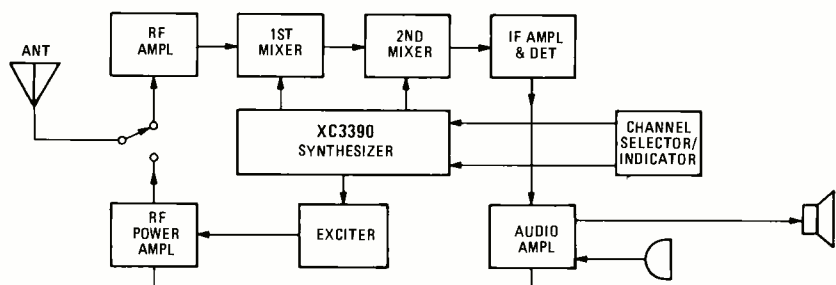 ANT
RF
AMPL
1ST
MIXER
2ND
MIXER
IF AMPL
& DET
XC3390
SYNTHESIZER
CHANNEL
SELECTOR/
INDICATOR
RF
POWER
AMPL
EXCITER
AUDIO
AMPL